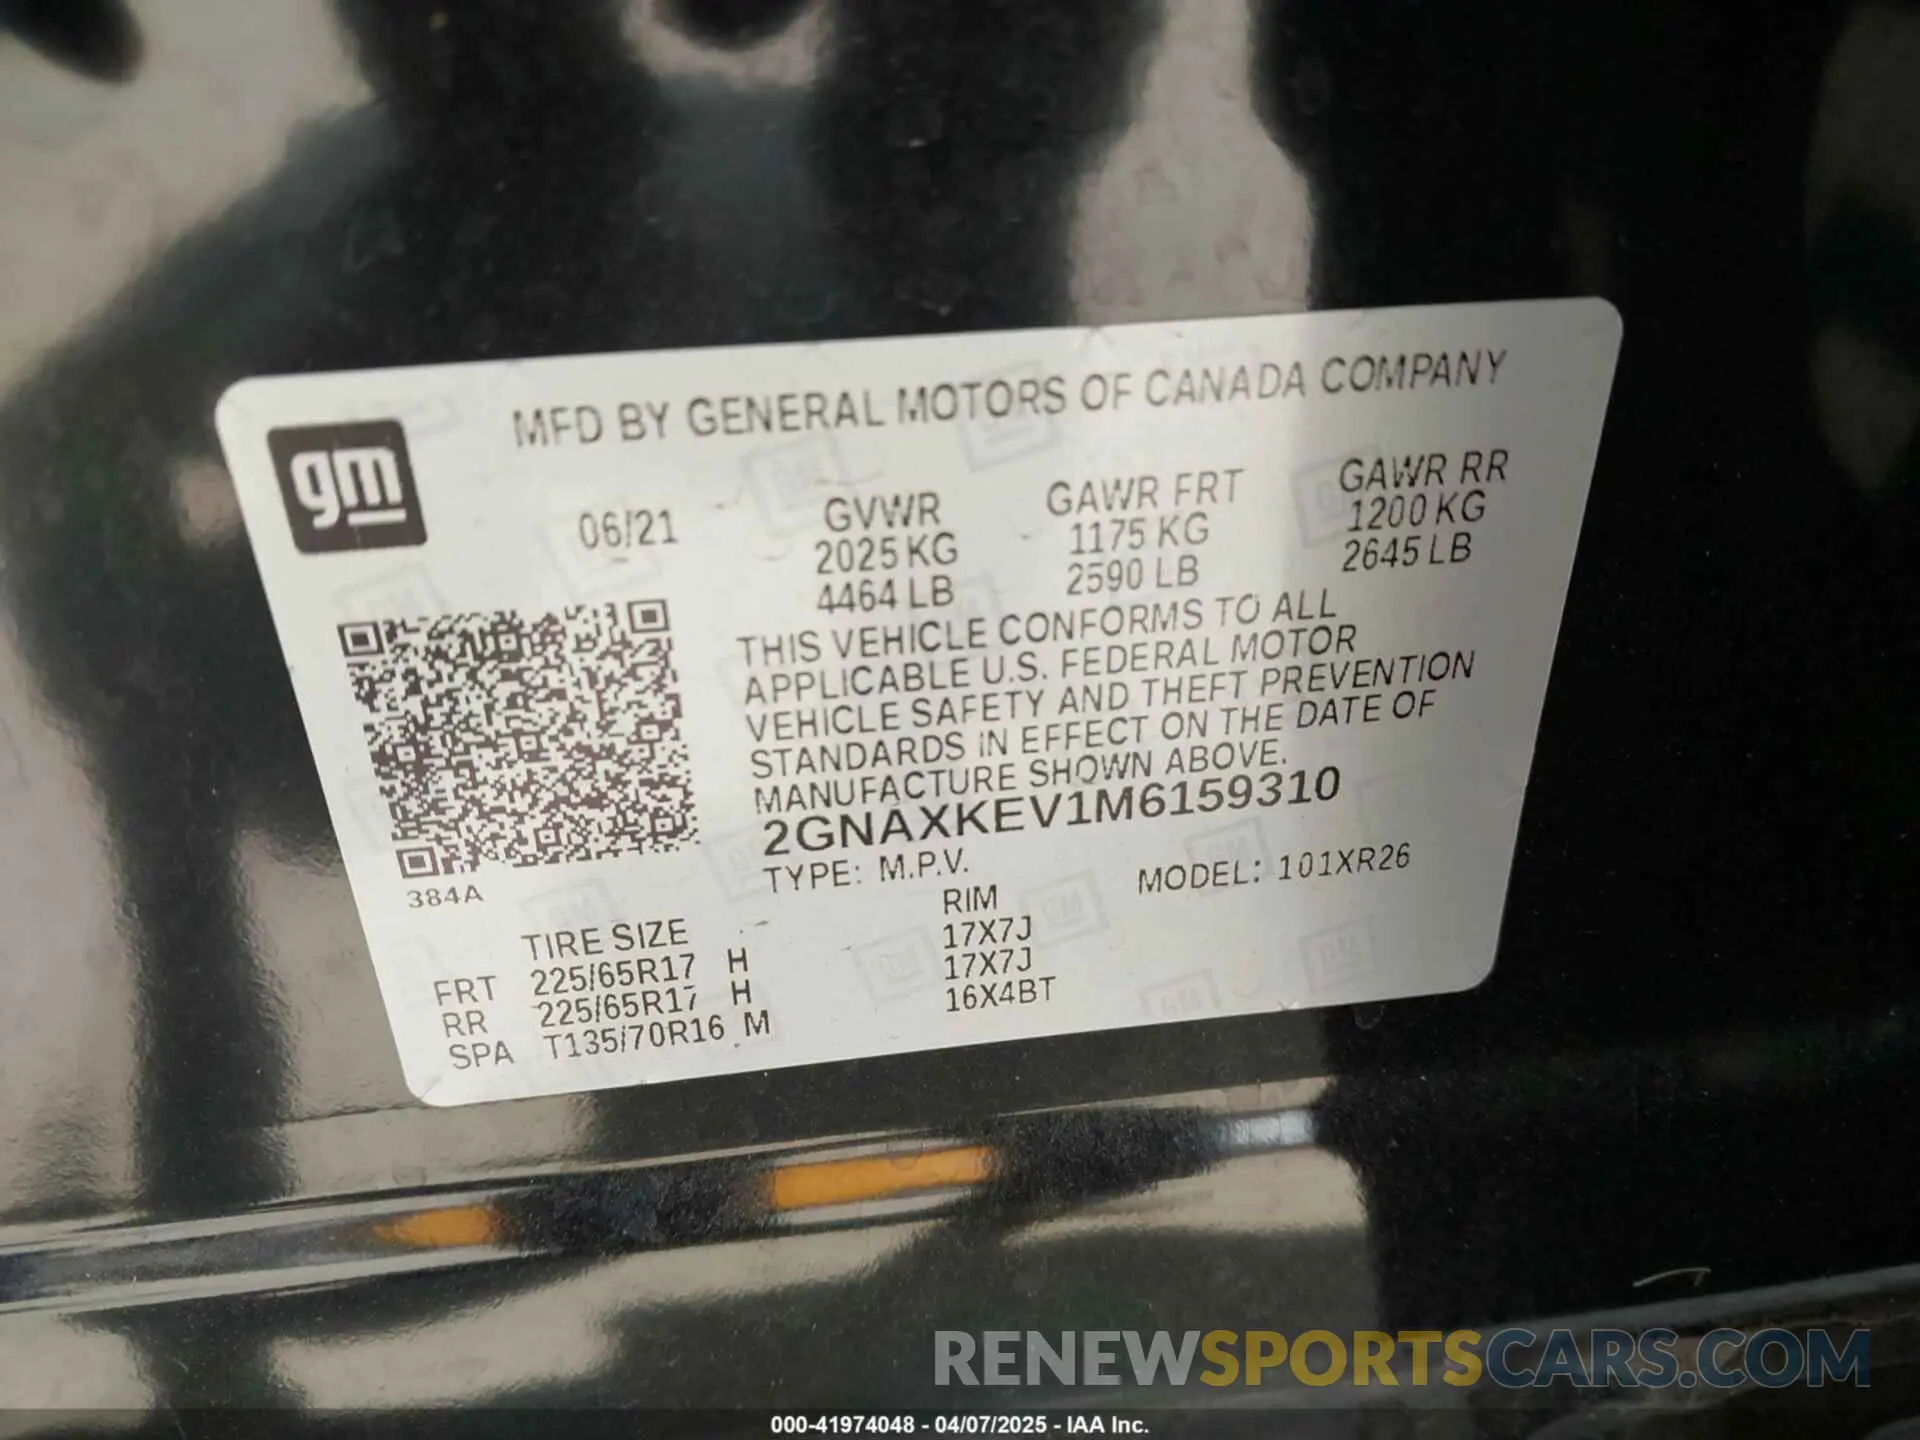 MFD BY GENERAL MOTORS OF CANADA COMPANY
gm
06/21
GVWR
2025 KG
4464 LB
GAWR FRT
1175 KG
2590 LB
GAWR RR
1200 KG
2645 LB
THIS VEHICLE CONFORMS TO ALL
APPLICABLE U.S. FEDERAL MOTOR
VEHICLE SAFETY AND THEFT PREVENTION
STANDARDS IN EFFECT ON THE DATE OF
MANUFACTURE SHOWN ABOVE.
2GNAXKEV1M6159310
TYPE: M.P.V.
MODEL: 101XR26
384A
TIRE SIZE RIM
FRT 225/65R17 H 17X7J
RR 225/65R17 H 17X7J
SPA T135/70R16 M 16X4BT
RENEWSPORTSCARS.COM
000-41974048 - 04/07/2025 - IAA Inc.